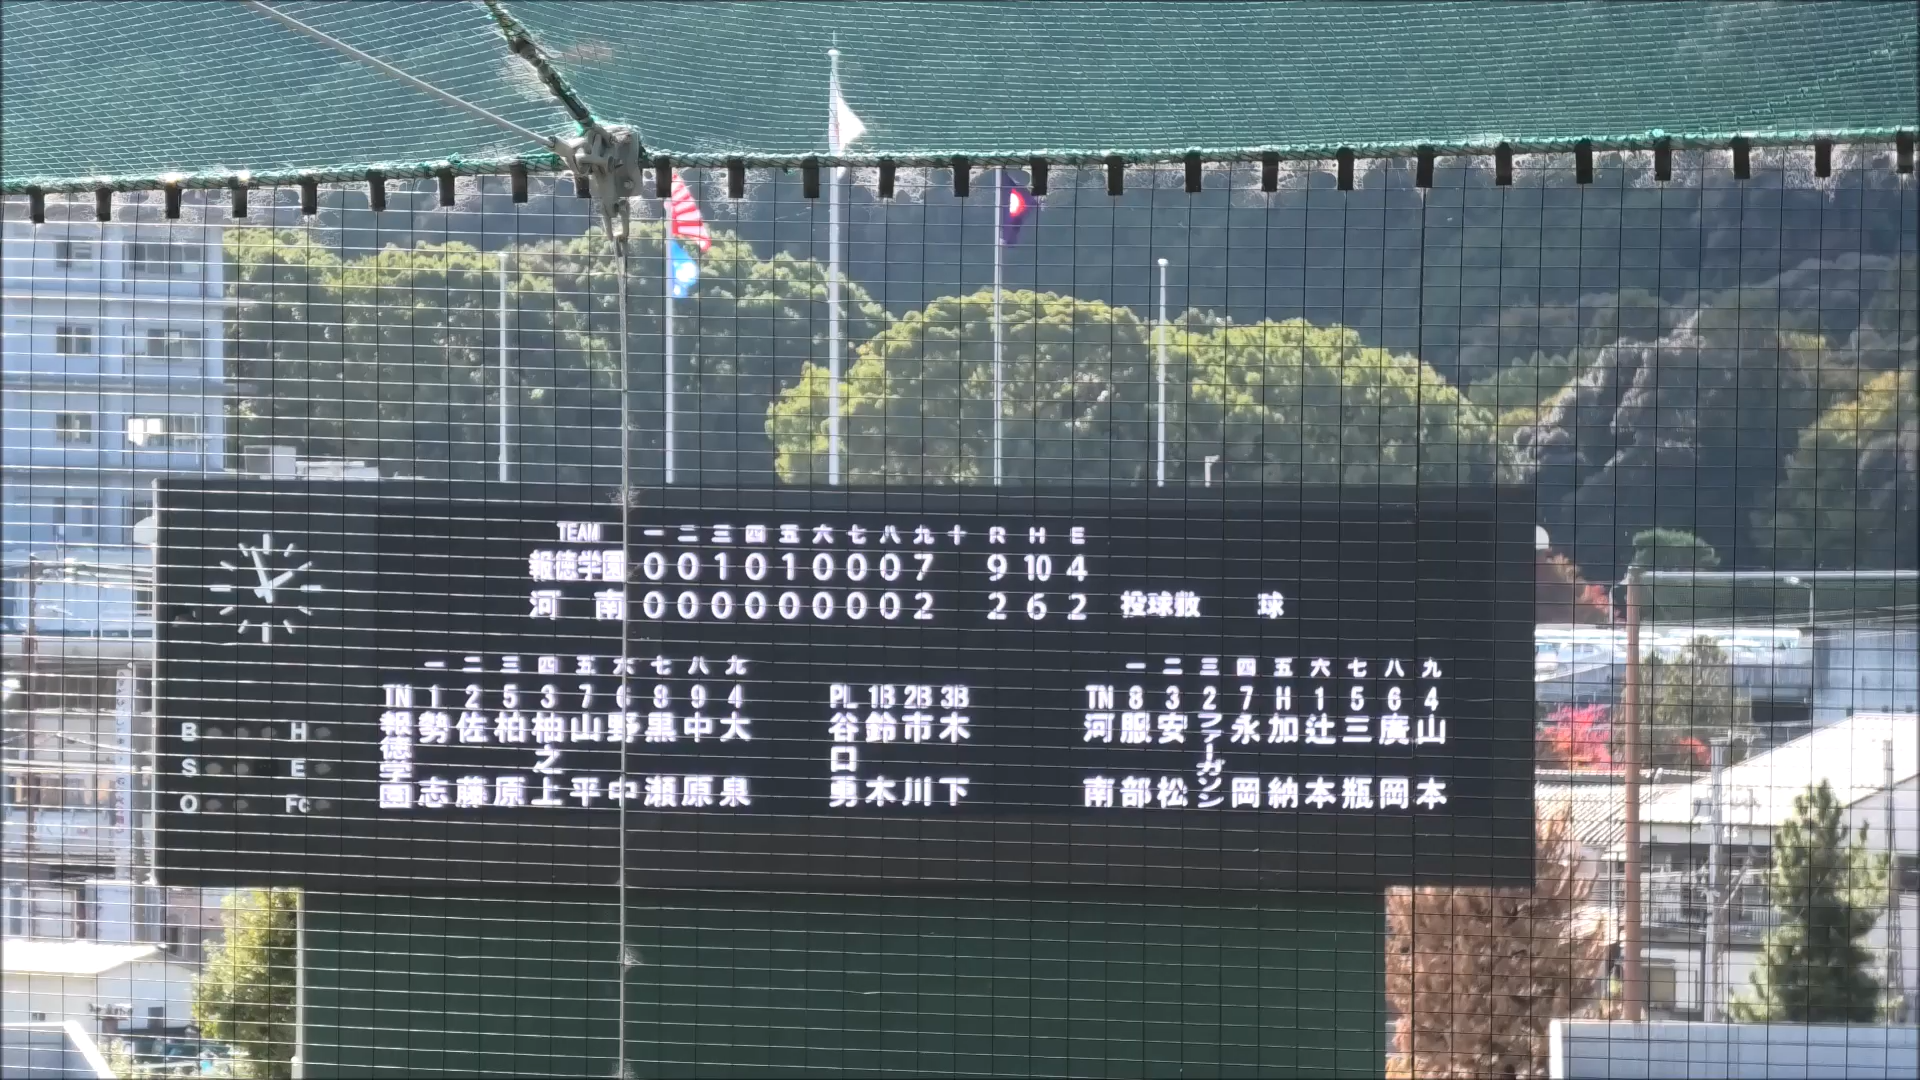 TEAM 一 二 三 四 五 六 七 八 九 十 R H E
報徳学園 0 0 1 0 1 0 0 0 7 9 10 4
河南 0 0 0 0 0 0 0 0 2 2 6 2 投球数 球
一 二 三 四 五 六 七 八 九
TN 1 2 5 3 7 6 8 9 4
報徳学園 勢志 佐藤 柏原 柚之上 山平 野中 黒瀬 中原 大泉
PL 1B 2B 3B
谷口勇 鈴木 市川 木下
一 二 三 四 五 六 七 八 九
TN 8 3 2 7 H 1 5 6 4
河南 服部 安松 ファーガソン 永岡 加納 辻本 三瓶 廣岡 山本
B H
S E
O Fc